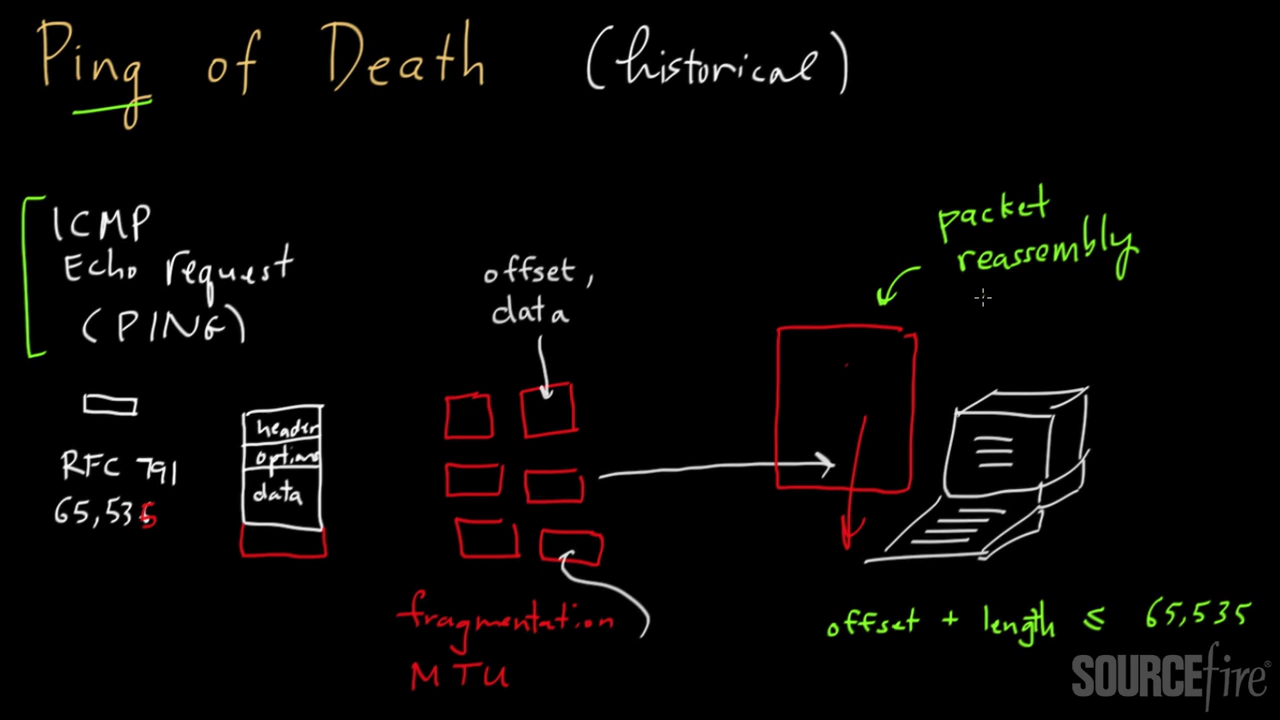 Ping of Death (historical)
ICMP
Echo request
(PING)
RFC 791
65,535
header
options
data
offset,
data
fragmentation
MTU
packet
reassembly
offset + length ≤ 65,535
SOURCEfire®